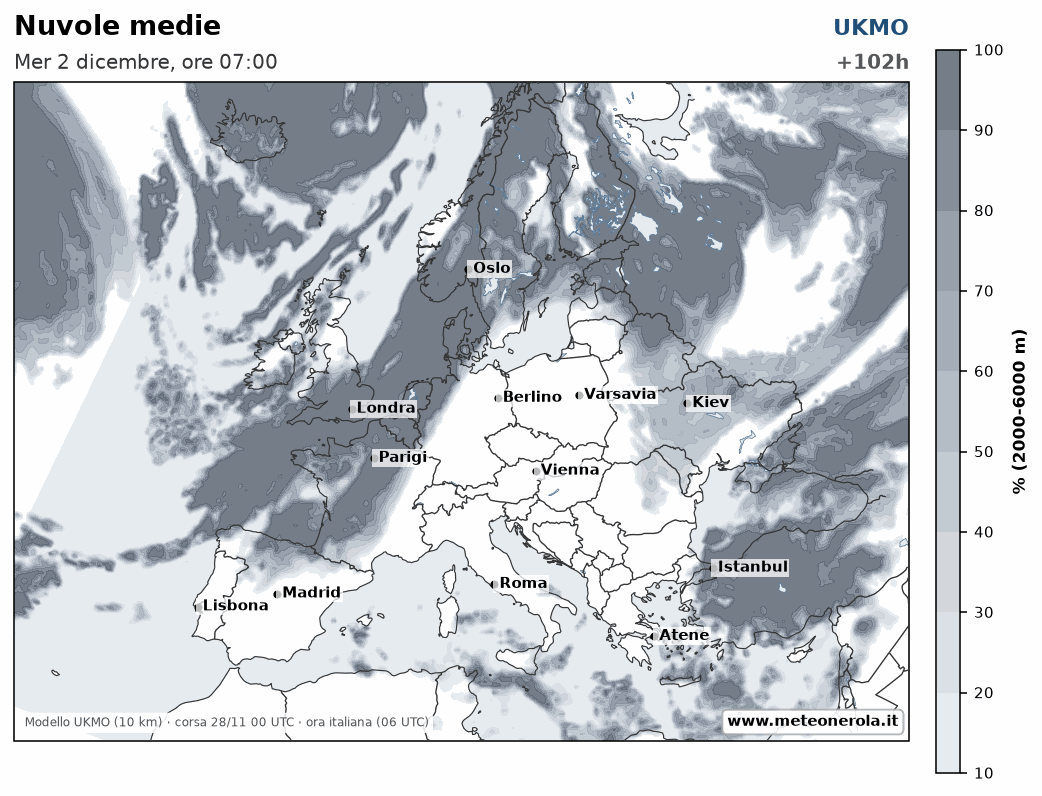 Nuvole medie
UKMO
Mer 2 dicembre, ore 07:00
+102h
100
90
80
70
60
50
40
30
20
10
% (2000-6000 m)
Oslo
Londra
Berlino
Varsavia
Kiev
Parigi
Vienna
Istanbul
Roma
Madrid
Lisbona
Atene
Modello UKMO (10 km) · corsa 28/11 00 UTC · ora italiana (06 UTC)
www.meteonerola.it